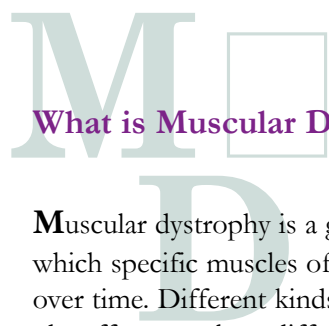 M
What is Muscular D
D
Muscular dystrophy is a g
which specific muscles of
over time. Different kinds